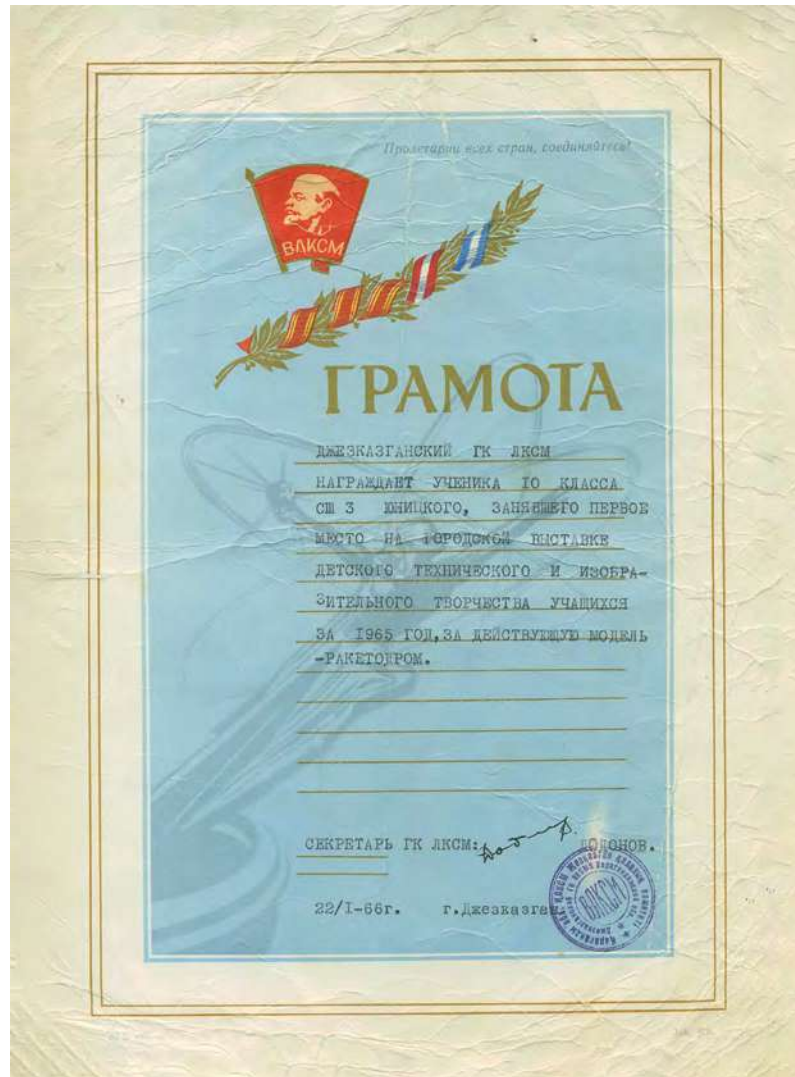 Пролетарии всех стран, соединяйтесь!
ВЛКСМ
ГРАМОТА
ДЖЕЗКАЗГАНСКИЙ ГК ЛКСМ
НАГРАЖДАЕТ УЧЕНИКА IO КЛАССА
СШ 3 ЮНИЦКОГО, ЗАНЯВШЕГО ПЕРВОЕ
МЕСТО НА ГОРОДСКОЙ ВЫСТАВКЕ
ДЕТСКОГО ТЕХНИЧЕСКОГО И ИЗОБРА-
ЗИТЕЛЬНОГО ТВОРЧЕСТВА УЧАЩИХСЯ
ЗА I965 ГОД,ЗА ДЕЙСТВУЮЩУЮ МОДЕЛЬ
-РАКЕТОДРОМ.
СЕКРЕТАРЬ ГК ЛКСМ: ДОДОНОВ.
22/I-66г. г.Джезказган.
ВЛКСМ